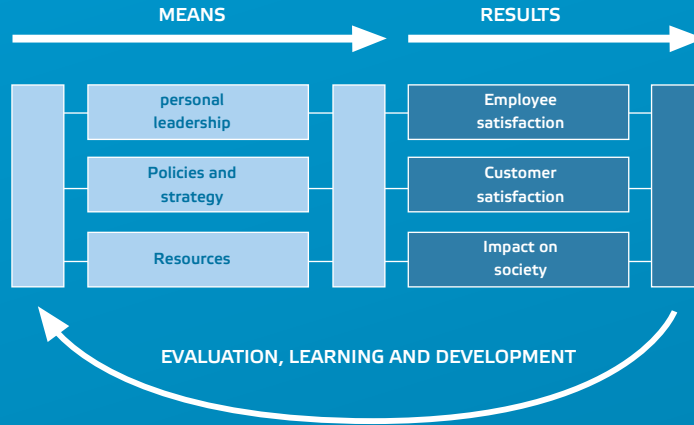 MEANS
RESULTS
personal
leadership
Employee
satisfaction
Policies and
strategy
Customer
satisfaction
Resources
Impact on
society
EVALUATION, LEARNING AND DEVELOPMENT